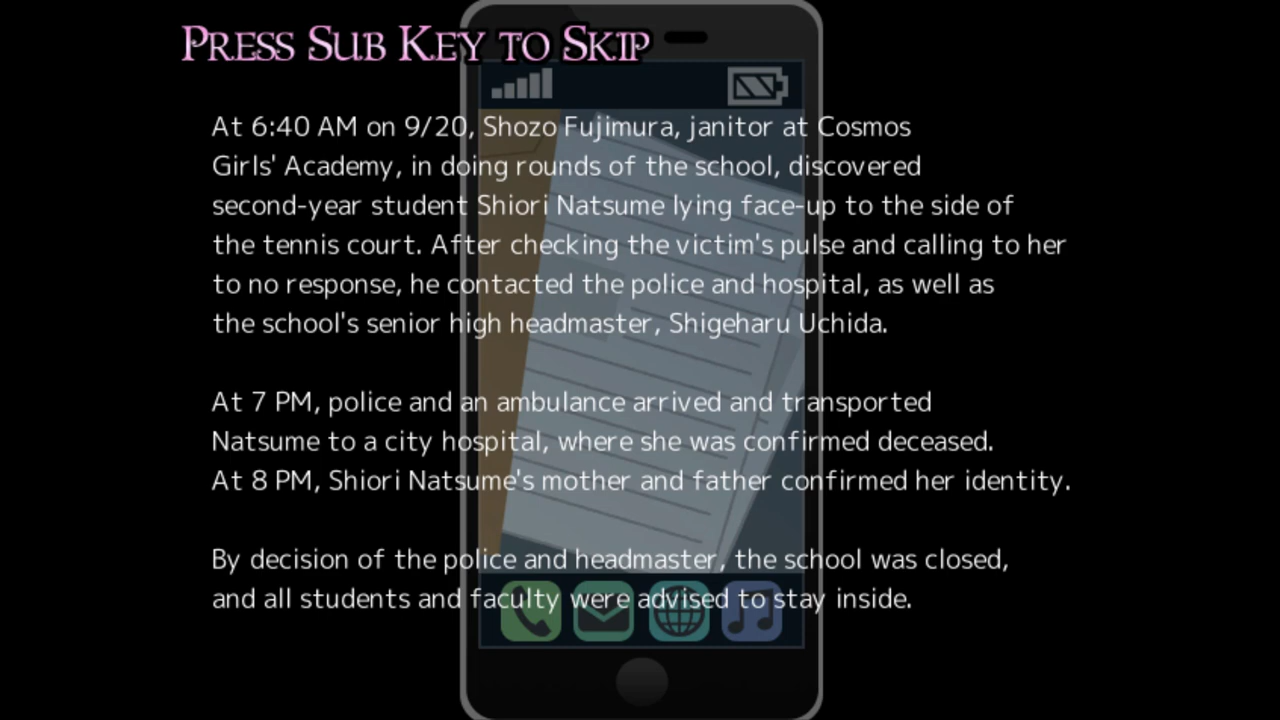 Press Sub Key to Skip
At 6:40 AM on 9/20, Shozo Fujimura, janitor at Cosmos
Girls' Academy, in doing rounds of the school, discovered
second-year student Shiori Natsume lying face-up to the side of
the tennis court. After checking the victim's pulse and calling to her
to no response, he contacted the police and hospital, as well as
the school's senior high headmaster, Shigeharu Uchida.
At 7 PM, police and an ambulance arrived and transported
Natsume to a city hospital, where she was confirmed deceased.
At 8 PM, Shiori Natsume's mother and father confirmed her identity.
By decision of the police and headmaster, the school was closed,
and all students and faculty were advised to stay inside.